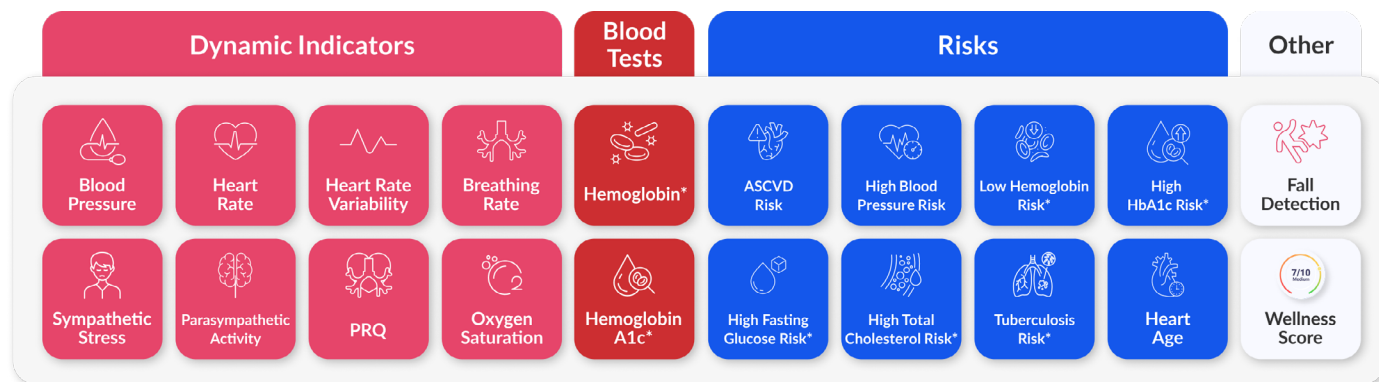 Dynamic Indicators
Blood
Tests
Risks
Other
Blood
Pressure
Heart
Rate
Heart Rate
Variability
Breathing
Rate
Hemoglobin*
ASCVD
Risk
High Blood
Pressure Risk
Low Hemoglobin
Risk*
High
HbA1c Risk*
Fall
Detection
Sympathetic
Stress
Parasympathetic
Activity
PRQ
O2
Oxygen
Saturation
Hemoglobin
A1c*
High Fasting
Glucose Risk*
High Total
Cholesterol Risk*
Tuberculosis
Risk*
Heart
Age
7/10
Medium
Wellness
Score